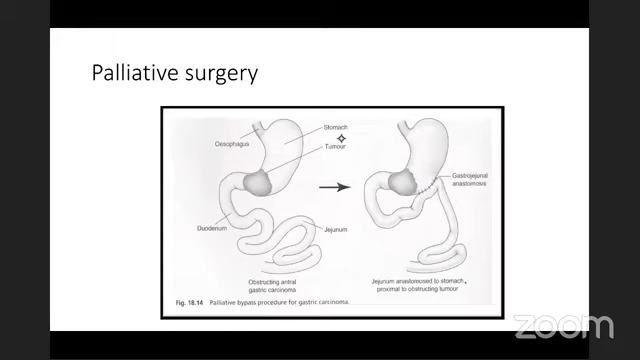 Palliative surgery
Oesophagus
Stomach
Tumour
Duodenum
Jejunum
Obstructing antral
gastric carcinoma
Gastrojejunal
anastomosis
Jejunum anastomosed to stomach,
proximal to obstructing tumour
Fig. 18.14 Palliative bypass procedure for gastric carcinoma.
zoom